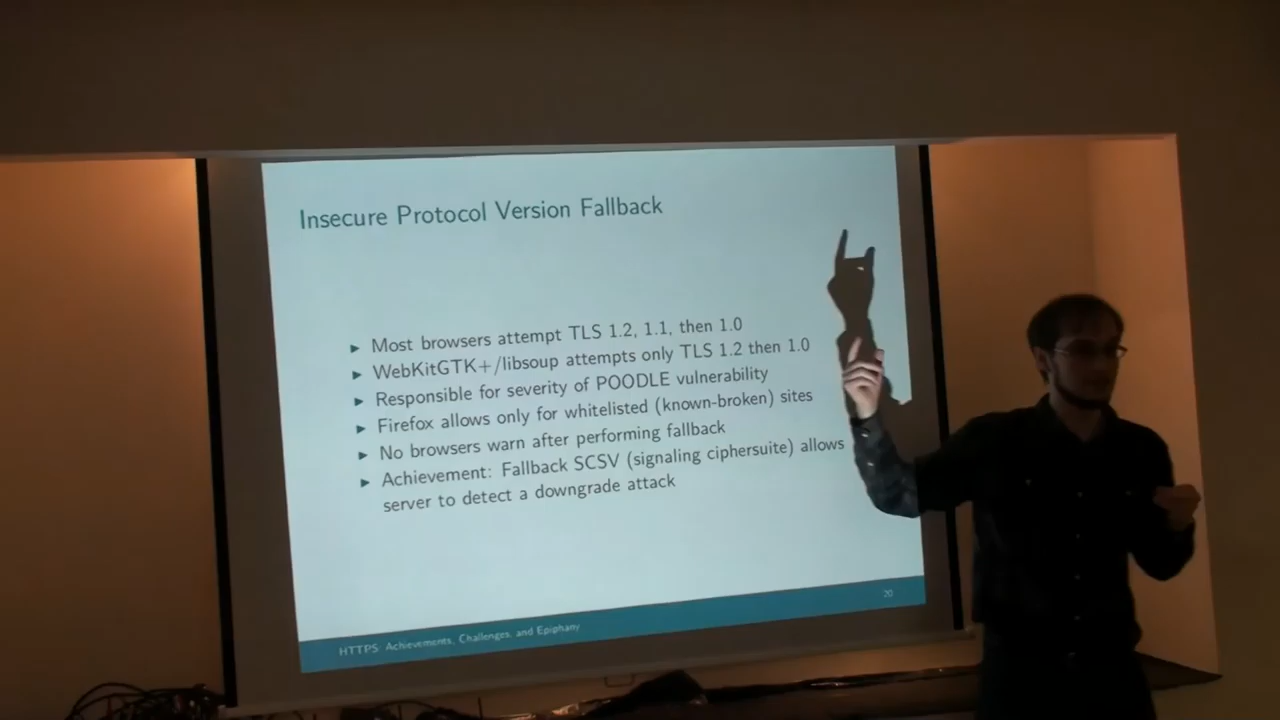 Insecure Protocol Version Fallback
▶ Most browsers attempt TLS 1.2, 1.1, then 1.0
▶ WebKitGTK+/libsoup attempts only TLS 1.2 then 1.0
▶ Responsible for severity of POODLE vulnerability
▶ Firefox allows only for whitelisted (known-broken) sites
▶ No browsers warn after performing fallback
▶ Achievement: Fallback SCSV (signaling ciphersuite) allows
server to detect a downgrade attack
20
HTTPS: Achievements, Challenges, and Epiphany